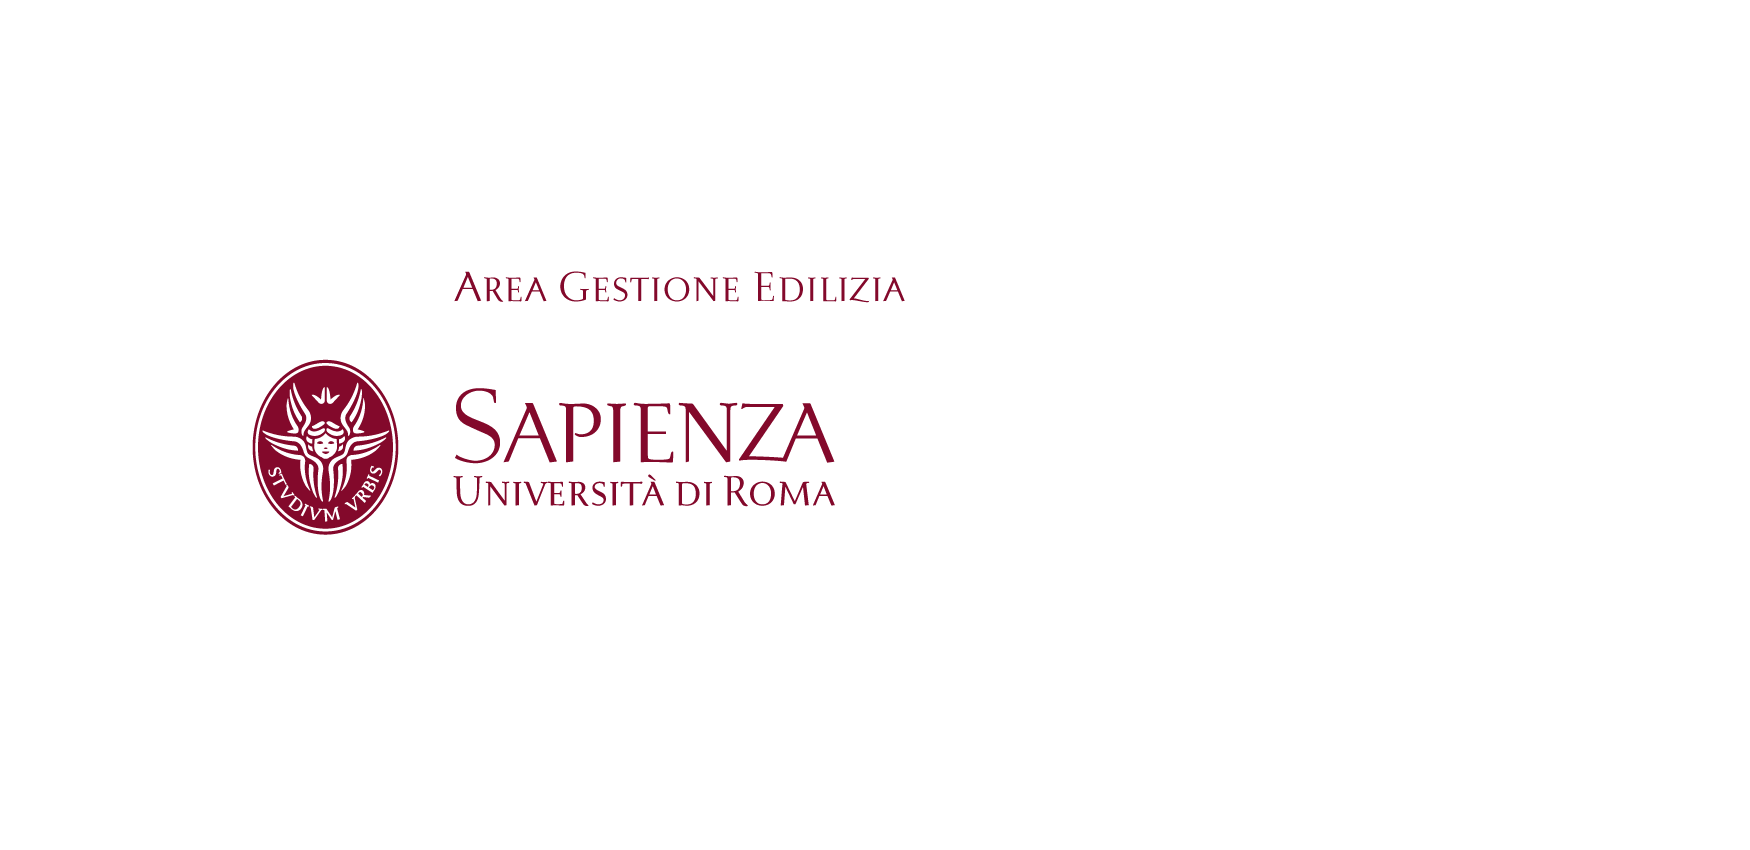 AREA GESTIONE EDILIZIA
SAPIENZA
UNIVERSITÀ DI ROMA
STVDIVM VRBIS